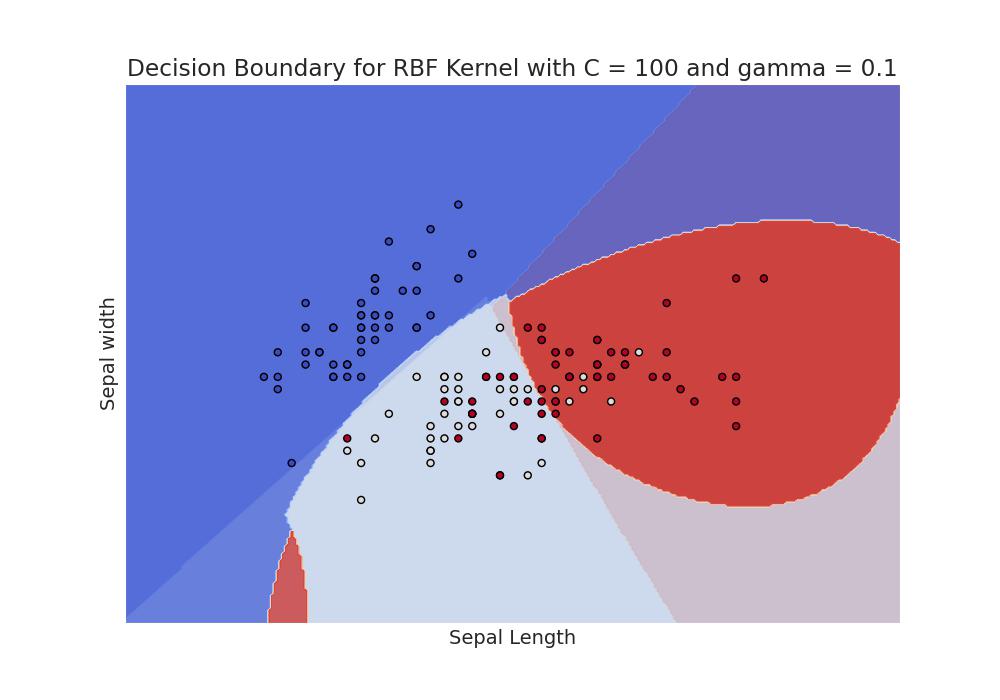 Decision Boundary for RBF Kernel with C = 100 and gamma = 0.1
Sepal width
Sepal Length